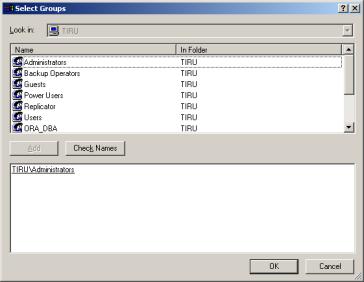 Select Groups
Look in: TIRU
Name In Folder
Administrators TIRU
Backup Operators TIRU
Guests TIRU
Power Users TIRU
Replicator TIRU
Users TIRU
ORA_DBA TIRU
Add Check Names
TIRU\Administrators
OK Cancel